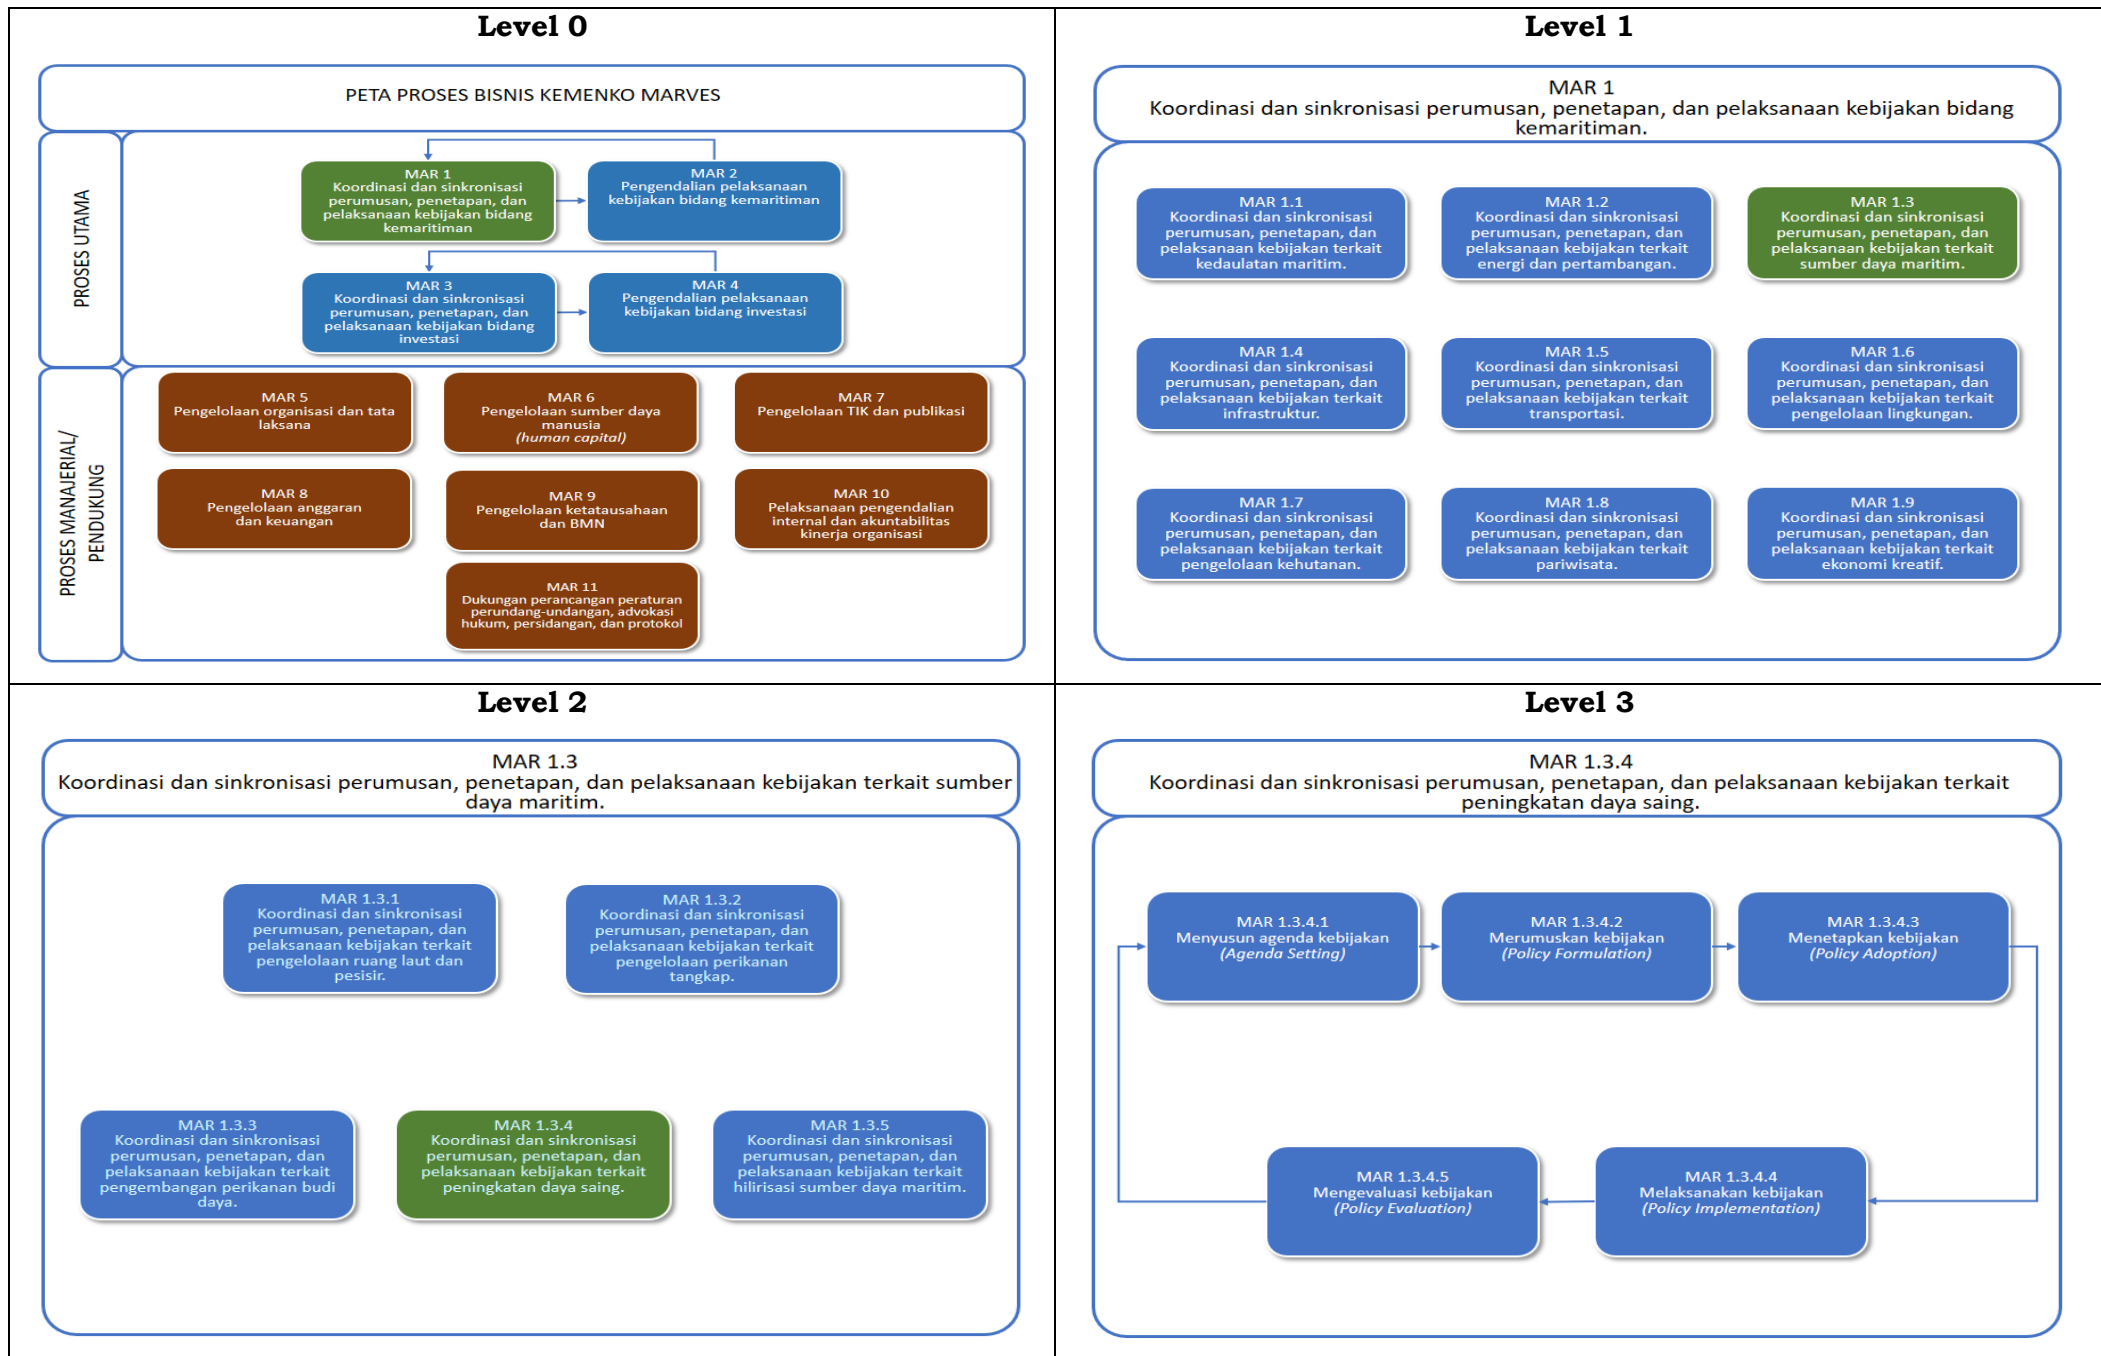 Level 0
PETA PROSES BISNIS KEMENKO MARVES
PROSES UTAMA
MAR 1
Koordinasi dan sinkronisasi
perumusan, penetapan, dan
pelaksanaan kebijakan bidang
kemaritiman
MAR 2
Pengendalian pelaksanaan
kebijakan bidang kemaritiman
MAR 3
Koordinasi dan sinkronisasi
perumusan, penetapan, dan
pelaksanaan kebijakan bidang
investasi
MAR 4
Pengendalian pelaksanaan
kebijakan bidang investasi
PROSES MANAJERIAL/
PENDUKUNG
MAR 5
Pengelolaan organisasi dan tata
laksana
MAR 6
Pengelolaan sumber daya
manusia
(human capital)
MAR 7
Pengelolaan TIK dan publikasi
MAR 8
Pengelolaan anggaran
dan keuangan
MAR 9
Pengelolaan ketatausahaan
dan BMN
MAR 10
Pelaksanaan pengendalian
internal dan akuntabilitas
kinerja organisasi
MAR 11
Dukungan perancangan peraturan
perundang-undangan, advokasi
hukum, persidangan, dan protokol
Level 1
MAR 1
Koordinasi dan sinkronisasi perumusan, penetapan, dan pelaksanaan kebijakan bidang
kemaritiman.
MAR 1.1
Koordinasi dan sinkronisasi
perumusan, penetapan, dan
pelaksanaan kebijakan terkait
kedaulatan maritim.
MAR 1.2
Koordinasi dan sinkronisasi
perumusan, penetapan, dan
pelaksanaan kebijakan terkait
energi dan pertambangan.
MAR 1.3
Koordinasi dan sinkronisasi
perumusan, penetapan, dan
pelaksanaan kebijakan terkait
sumber daya maritim.
MAR 1.4
Koordinasi dan sinkronisasi
perumusan, penetapan, dan
pelaksanaan kebijakan terkait
infrastruktur.
MAR 1.5
Koordinasi dan sinkronisasi
perumusan, penetapan, dan
pelaksanaan kebijakan terkait
transportasi.
MAR 1.6
Koordinasi dan sinkronisasi
perumusan, penetapan, dan
pelaksanaan kebijakan terkait
pengelolaan lingkungan.
MAR 1.7
Koordinasi dan sinkronisasi
perumusan, penetapan, dan
pelaksanaan kebijakan terkait
pengelolaan kehutanan.
MAR 1.8
Koordinasi dan sinkronisasi
perumusan, penetapan, dan
pelaksanaan kebijakan terkait
pariwisata.
MAR 1.9
Koordinasi dan sinkronisasi
perumusan, penetapan, dan
pelaksanaan kebijakan terkait
ekonomi kreatif.
Level 2
MAR 1.3
Koordinasi dan sinkronisasi perumusan, penetapan, dan pelaksanaan kebijakan terkait sumber
daya maritim.
MAR 1.3.1
Koordinasi dan sinkronisasi
perumusan, penetapan, dan
pelaksanaan kebijakan terkait
pengelolaan ruang laut dan
pesisir.
MAR 1.3.2
Koordinasi dan sinkronisasi
perumusan, penetapan, dan
pelaksanaan kebijakan terkait
pengelolaan perikanan
tangkap.
MAR 1.3.3
Koordinasi dan sinkronisasi
perumusan, penetapan, dan
pelaksanaan kebijakan terkait
pengembangan perikanan budi
daya.
MAR 1.3.4
Koordinasi dan sinkronisasi
perumusan, penetapan, dan
pelaksanaan kebijakan terkait
peningkatan daya saing.
MAR 1.3.5
Koordinasi dan sinkronisasi
perumusan, penetapan, dan
pelaksanaan kebijakan terkait
hilirisasi sumber daya maritim.
Level 3
MAR 1.3.4
Koordinasi dan sinkronisasi perumusan, penetapan, dan pelaksanaan kebijakan terkait
peningkatan daya saing.
MAR 1.3.4.1
Menyusun agenda kebijakan
(Agenda Setting)
MAR 1.3.4.2
Merumuskan kebijakan
(Policy Formulation)
MAR 1.3.4.3
Menetapkan kebijakan
(Policy Adoption)
MAR 1.3.4.5
Mengevaluasi kebijakan
(Policy Evaluation)
MAR 1.3.4.4
Melaksanakan kebijakan
(Policy Implementation)